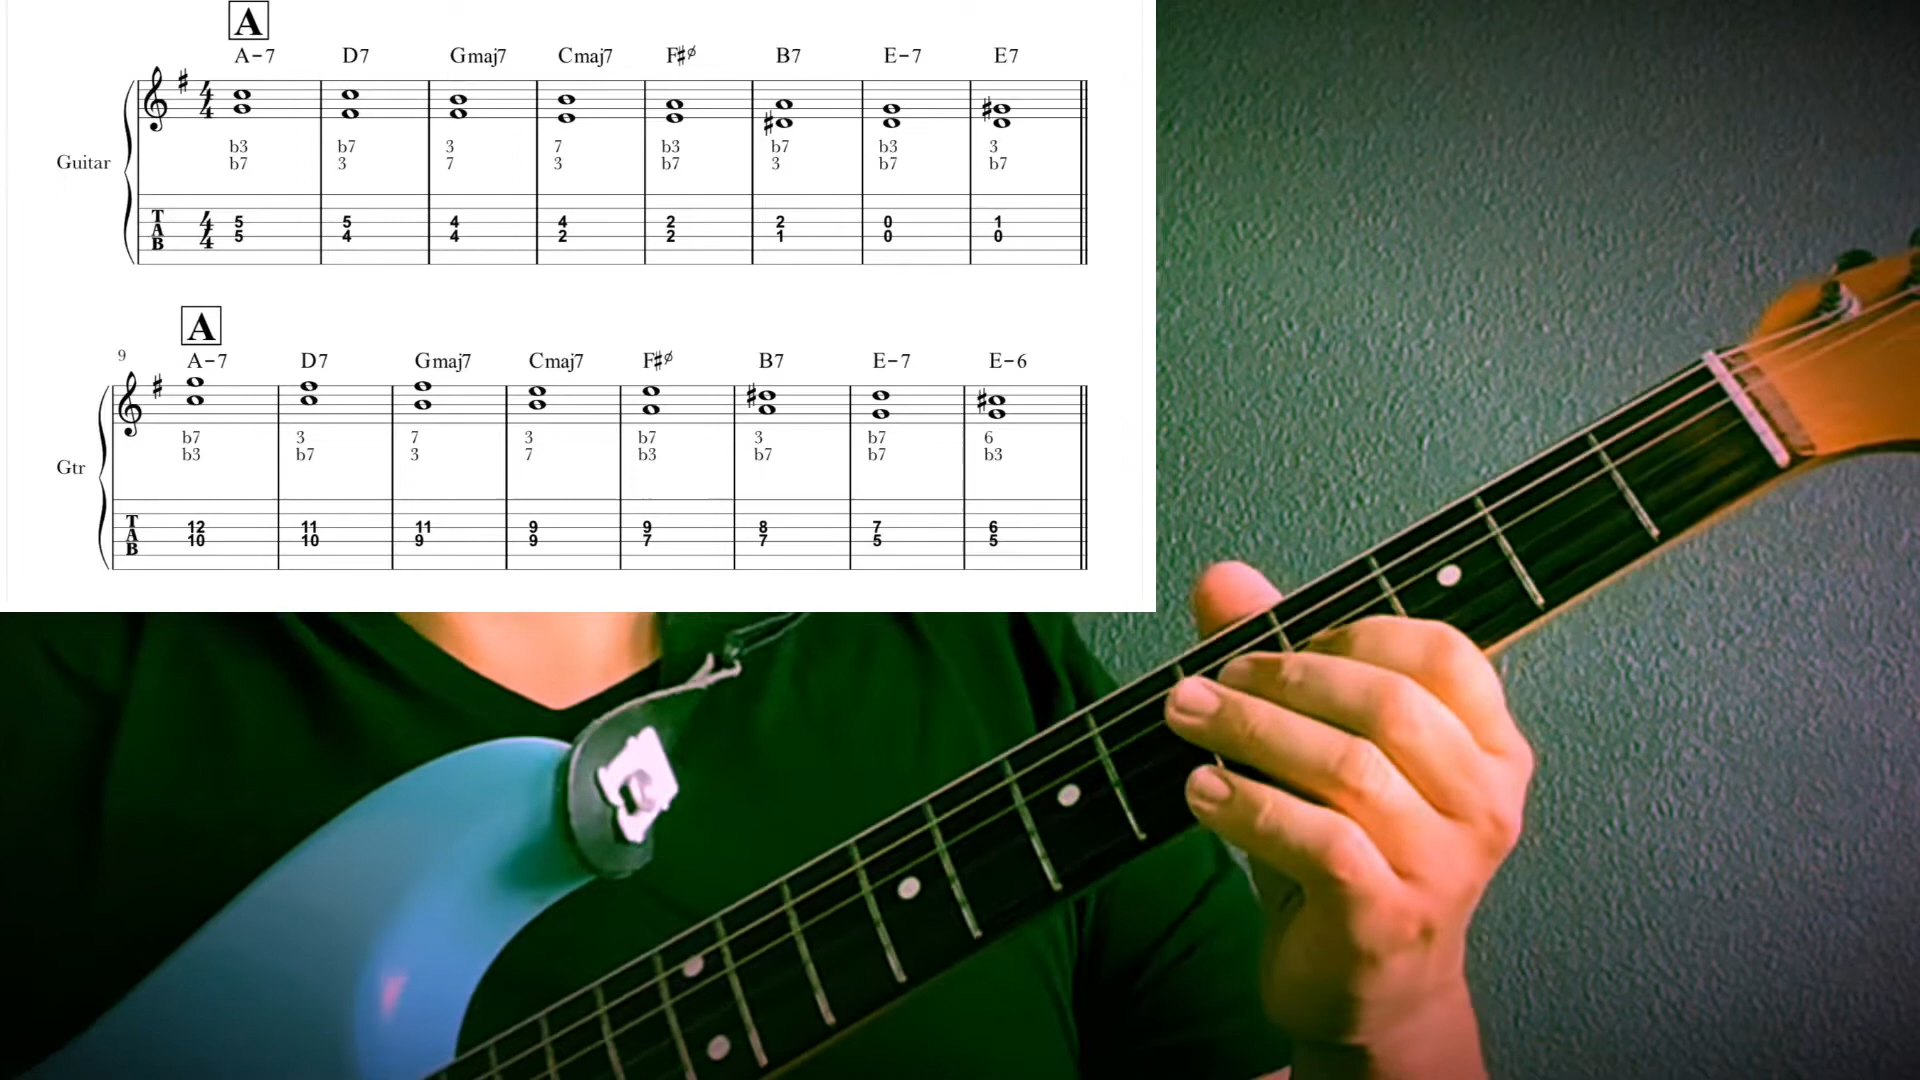 A
A-7 D7 Gmaj7 Cmaj7 F#ø B7 E-7 E7
4
4
b3 b7 3 7 b3 b7 b3 3
Guitar
b7 3 7 3 b7 3 b7 b7
T
A
B
4
4
5 5 4 4 2 2 0 1
5 4 4 2 2 1 0 0
A
9
A-7 D7 Gmaj7 Cmaj7 F#ø B7 E-7 E-6
b7 3 7 3 b7 3 b7 6
b3 b7 3 7 b3 b7 b7 b3
Gtr
T
A
B
12 11 11 9 9 8 7 6
10 10 9 9 7 7 5 5